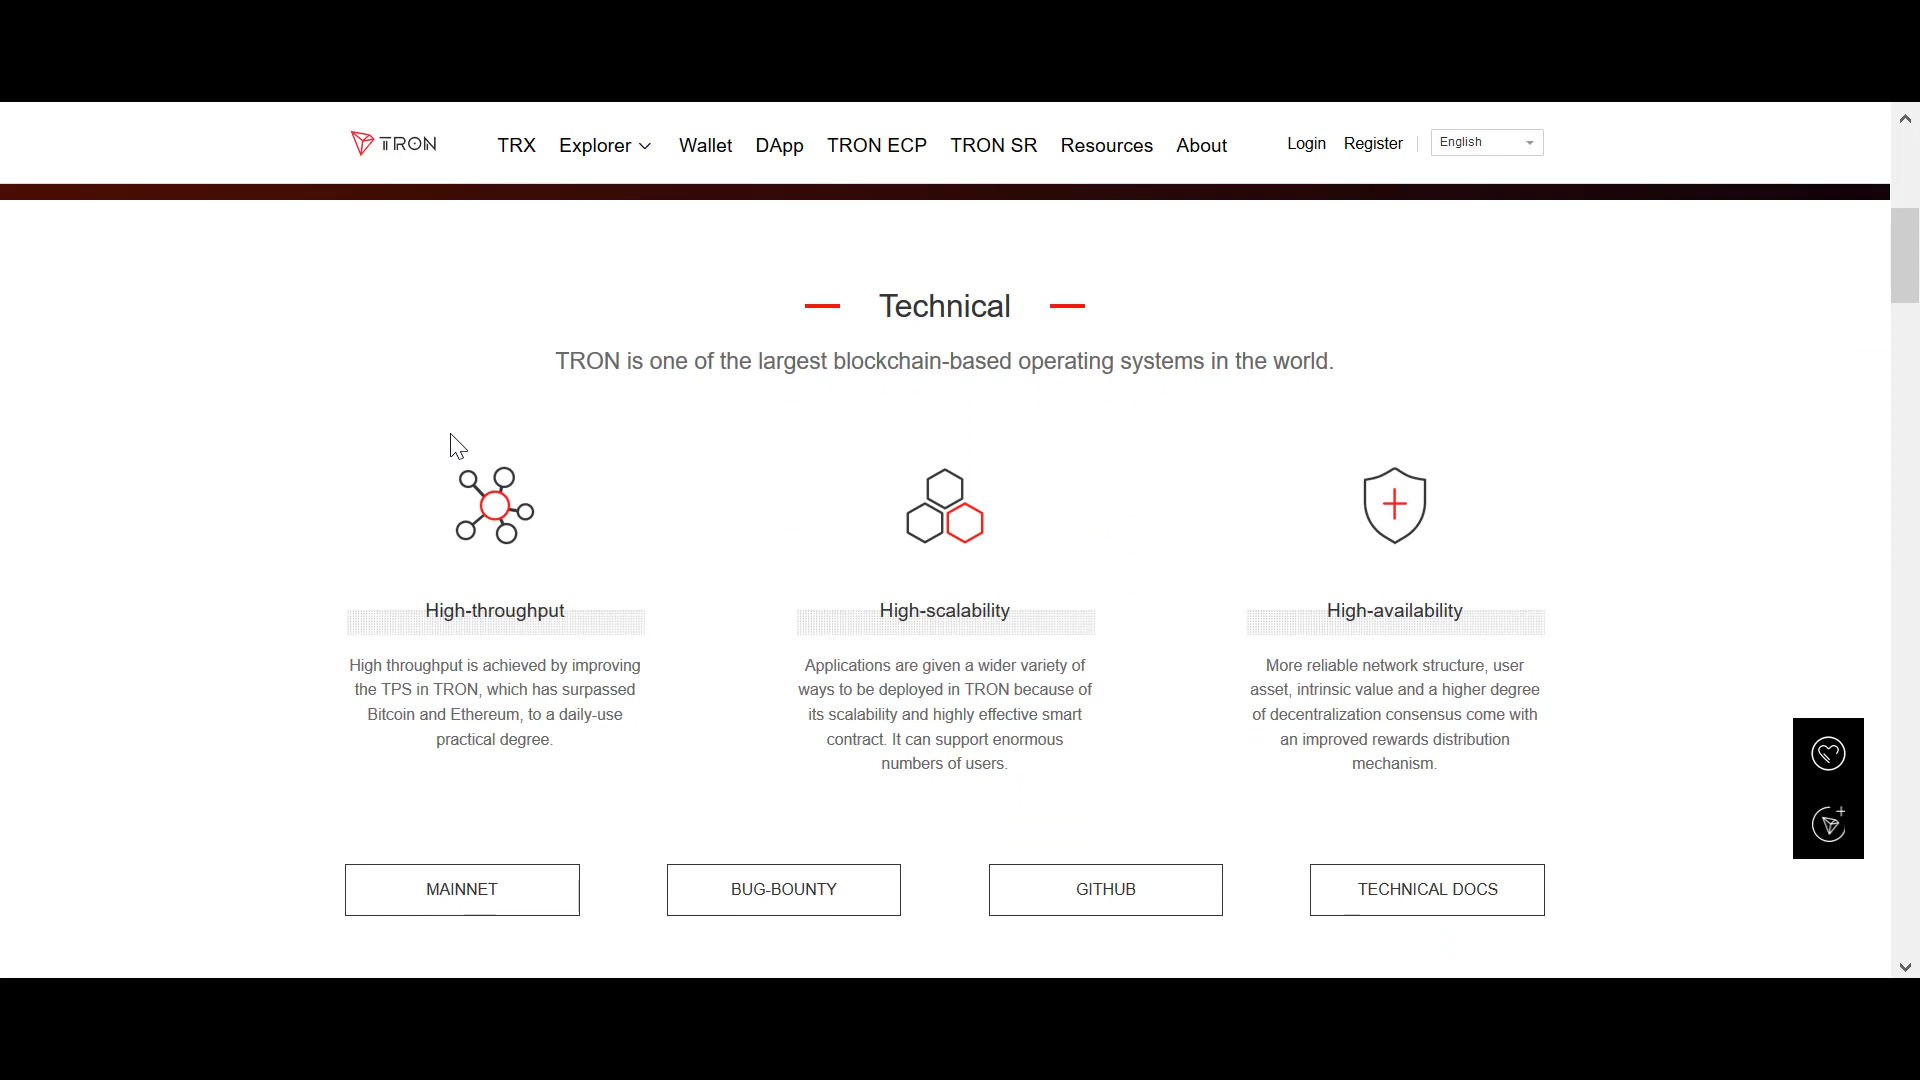 TRON TRX Explorer Wallet DApp TRON ECP TRON SR Resources About Login Register English
Technical
TRON is one of the largest blockchain-based operating systems in the world.
High-throughput
High throughput is achieved by improving
the TPS in TRON, which has surpassed
Bitcoin and Ethereum, to a daily-use
practical degree.
High-scalability
Applications are given a wider variety of
ways to be deployed in TRON because of
its scalability and highly effective smart
contract. It can support enormous
numbers of users.
High-availability
More reliable network structure, user
asset, intrinsic value and a higher degree
of decentralization consensus come with
an improved rewards distribution
mechanism.
MAINNET BUG-BOUNTY GITHUB TECHNICAL DOCS